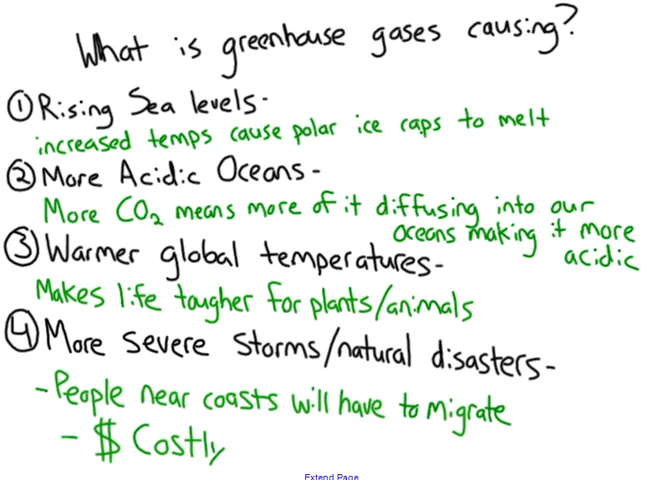 What is greenhouse gases causing?
① Rising Sea levels-
increased temps cause polar ice caps to melt
② More Acidic Oceans-
More CO₂ means more of it diffusing into our
oceans making it more
acidic
③ Warmer global temperatures-
Makes life tougher for plants/animals
④ More severe storms/natural disasters-
-People near coasts will have to migrate
- $ Costly
Extend Page